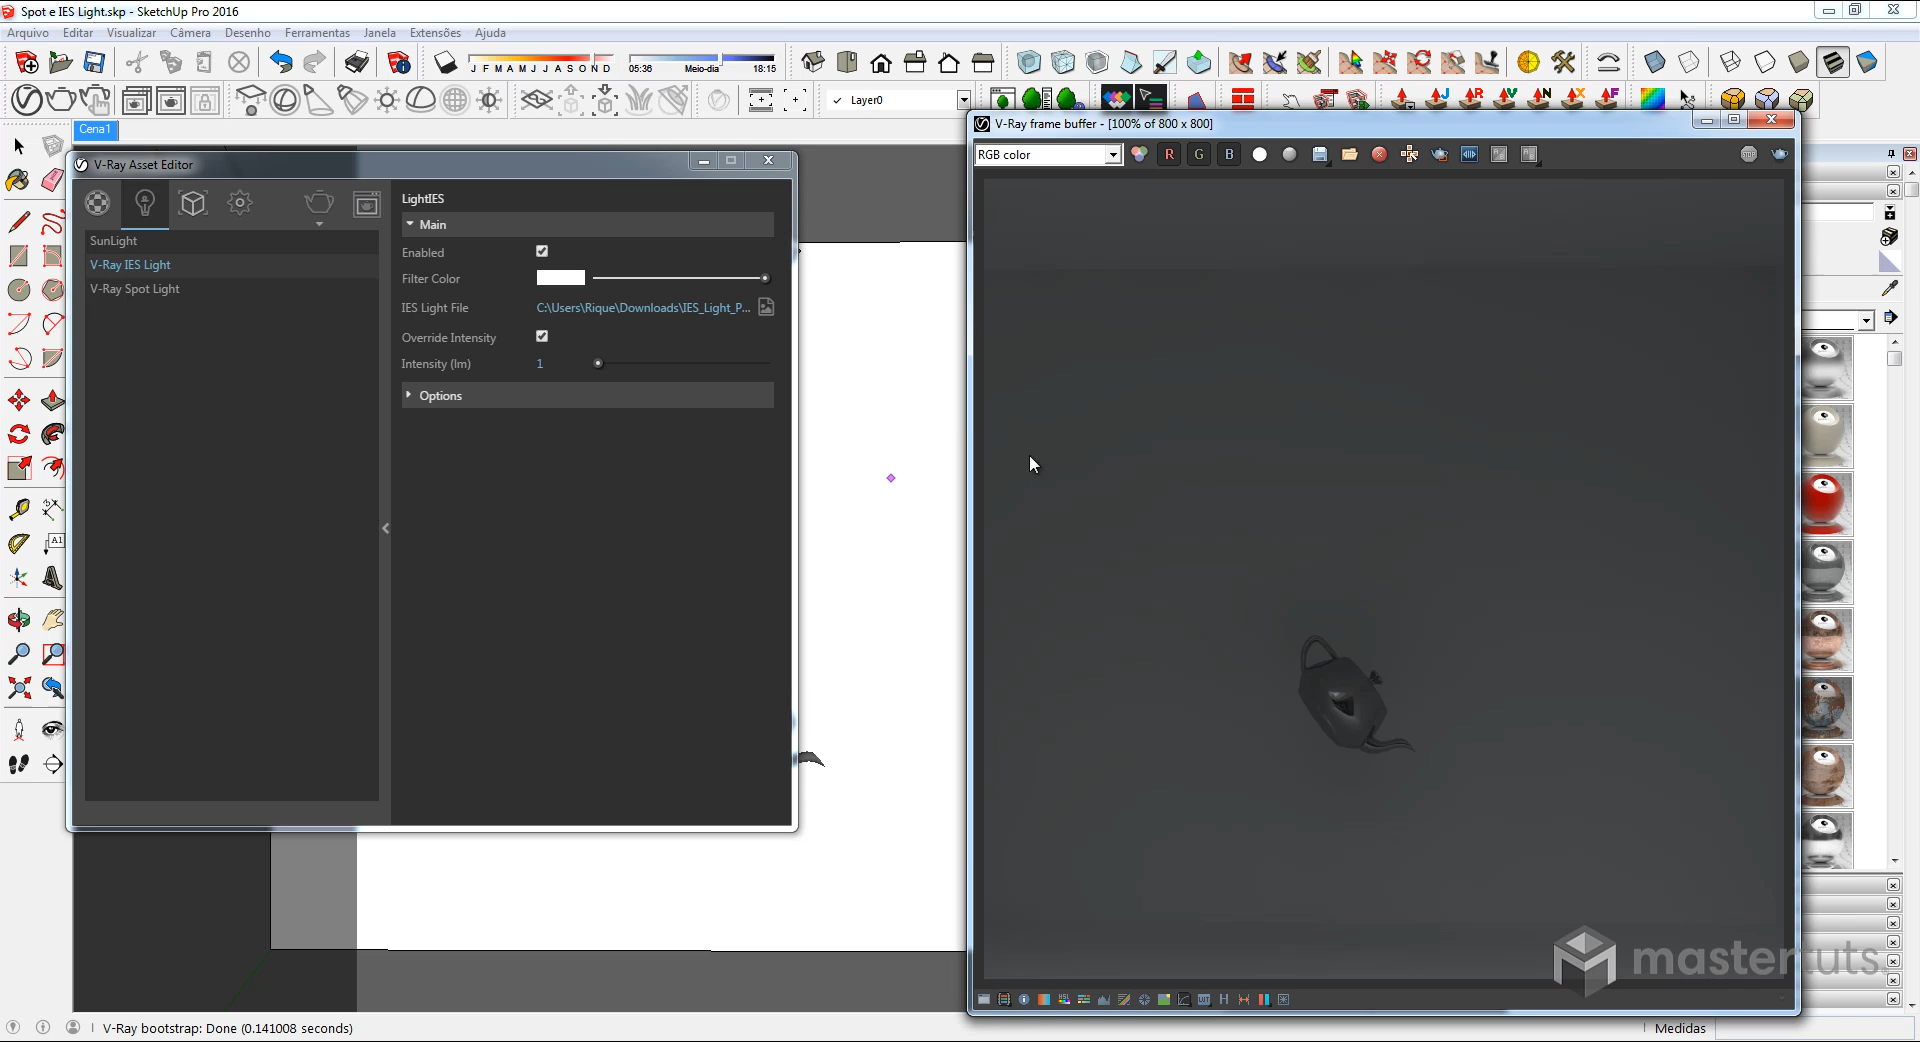 Spot e IES Light.skp - SketchUp Pro 2016
Arquivo Editar Visualizar Câmera Desenho Ferramentas Janela Extensões Ajuda
J F M A M J J A S O N D
05:36 Meio-dia 18:15
Layer0
J R V N X F
Cena1
V-Ray frame buffer - [100% of 800 x 800]
RGB color
R G B
STOP
V-Ray Asset Editor
LightIES
Main
SunLight
V-Ray IES Light
V-Ray Spot Light
Enabled
Filter Color
IES Light File C:\Users\Rique\Downloads\IES_Light_P...
Override Intensity
Intensity (lm) 1
Options
A1
mastertuts
H
V-Ray bootstrap: Done (0.141008 seconds)
Medidas